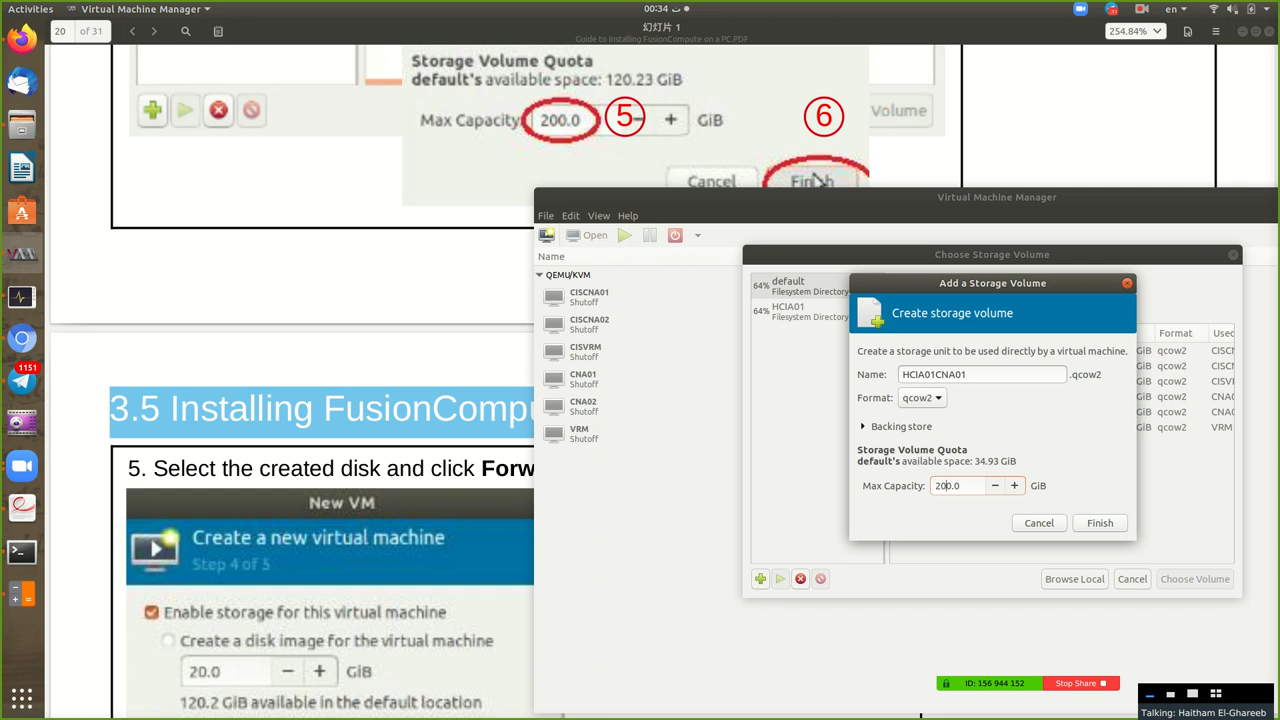 Activities
Virtual Machine Manager
00:34 ت
en
20
of 31
幻灯片 1
Guide to Installing FusionCompute on a PC.PDF
254.84%
Storage Volume Quota
default's available space: 120.23 GiB
Max Capacity: 200.0 − + GiB
5
6
Volume
Cancel
Finish
3.5 Installing FusionCompu
5. Select the created disk and click Forw
New VM
Create a new virtual machine
Step 4 of 5
Enable storage for this virtual machine
Create a disk image for the virtual machine
20.0 − + GiB
120.2 GiB available in the default location
1151
Virtual Machine Manager
File Edit View Help
Open
Name
QEMU/KVM
CISCNA01
Shutoff
CISCNA02
Shutoff
CISVRM
Shutoff
CNA01
Shutoff
CNA02
Shutoff
VRM
Shutoff
Choose Storage Volume
64% default
Filesystem Directory
64% HCIA01
Filesystem Directory
Format Used
GiB qcow2 CISCN
GiB qcow2 CISCN
GiB qcow2 CISVI
GiB qcow2 CNA0
GiB qcow2 CNA0
GiB qcow2 VRM
Browse Local Cancel Choose Volume
Add a Storage Volume
Create storage volume
Create a storage unit to be used directly by a virtual machine.
Name: HCIA01CNA01 .qcow2
Format: qcow2
Backing store
Storage Volume Quota
default's available space: 34.93 GiB
Max Capacity: 200.0 − + GiB
Cancel Finish
ID: 156 944 152 Stop Share
Talking: Haitham El-Ghareeb